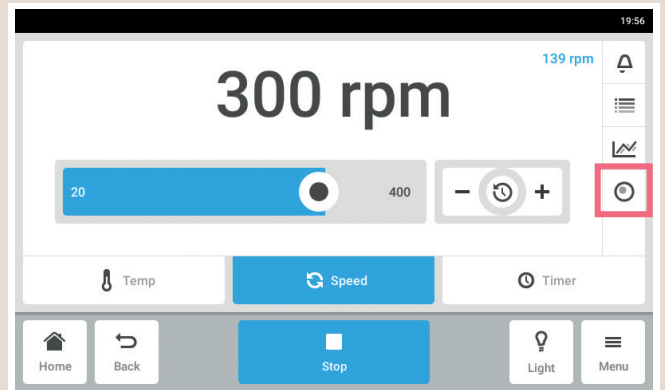 19:56
139 rpm
300 rpm
20 400
Temp Speed Timer
Home Back Stop Light Menu